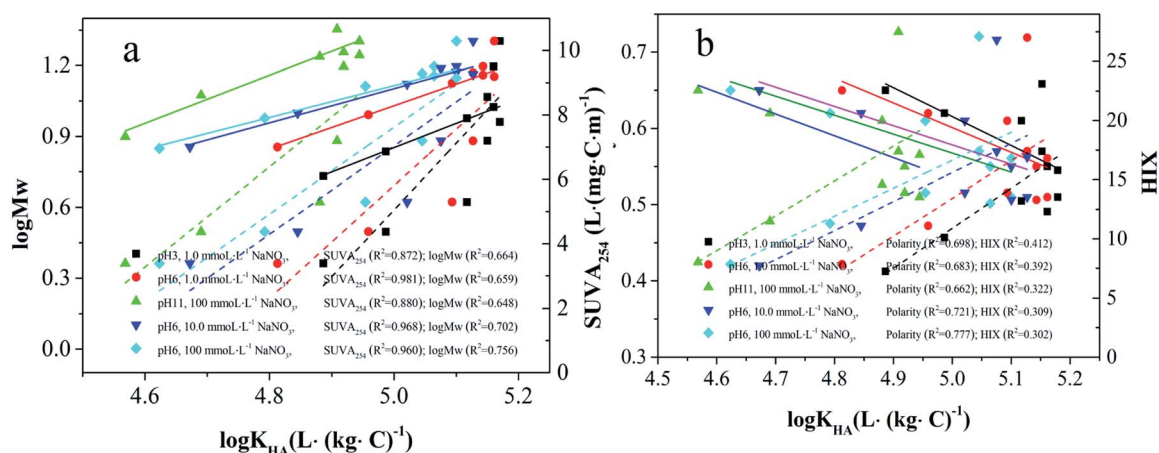 a
1.2
0.9
0.6
0.3
0.0
logMw
10
8
6
4
2
0
SUVA254 (L·(mg·C·m)-1)
pH3, 1.0 mmoL·L-1 NaNO3, SUVA254 (R2=0.872); logMw (R2=0.664)
pH6, 1.0 mmoL·L-1 NaNO3, SUVA254 (R2=0.981); logMw (R2=0.659)
pH11, 100 mmoL·L-1 NaNO3, SUVA254 (R2=0.880); logMw (R2=0.648)
pH6, 10.0 mmoL·L-1 NaNO3, SUVA254 (R2=0.968); logMw (R2=0.702)
pH6, 100 mmoL·L-1 NaNO3, SUVA254 (R2=0.960); logMw (R2=0.756)
4.6 4.8 5.0 5.2
logKHA(L· (kg· C)-1)
b
0.7
0.6
0.5
0.4
0.3
25
20
15
10
5
0
HIX
pH3, 1.0 mmoL·L-1 NaNO3, Polarity (R2=0.698); HIX (R2=0.412)
pH6, 1.0 mmoL·L-1 NaNO3, Polarity (R2=0.683); HIX (R2=0.392)
pH11, 100 mmoL·L-1 NaNO3, Polarity (R2=0.662); HIX (R2=0.322)
pH6, 10.0 mmoL·L-1 NaNO3, Polarity (R2=0.721); HIX (R2=0.309)
pH6, 100 mmoL·L-1 NaNO3, Polarity (R2=0.777); HIX (R2=0.302)
4.5 4.6 4.7 4.8 4.9 5.0 5.1 5.2
logKHA(L· (kg· C)-1)